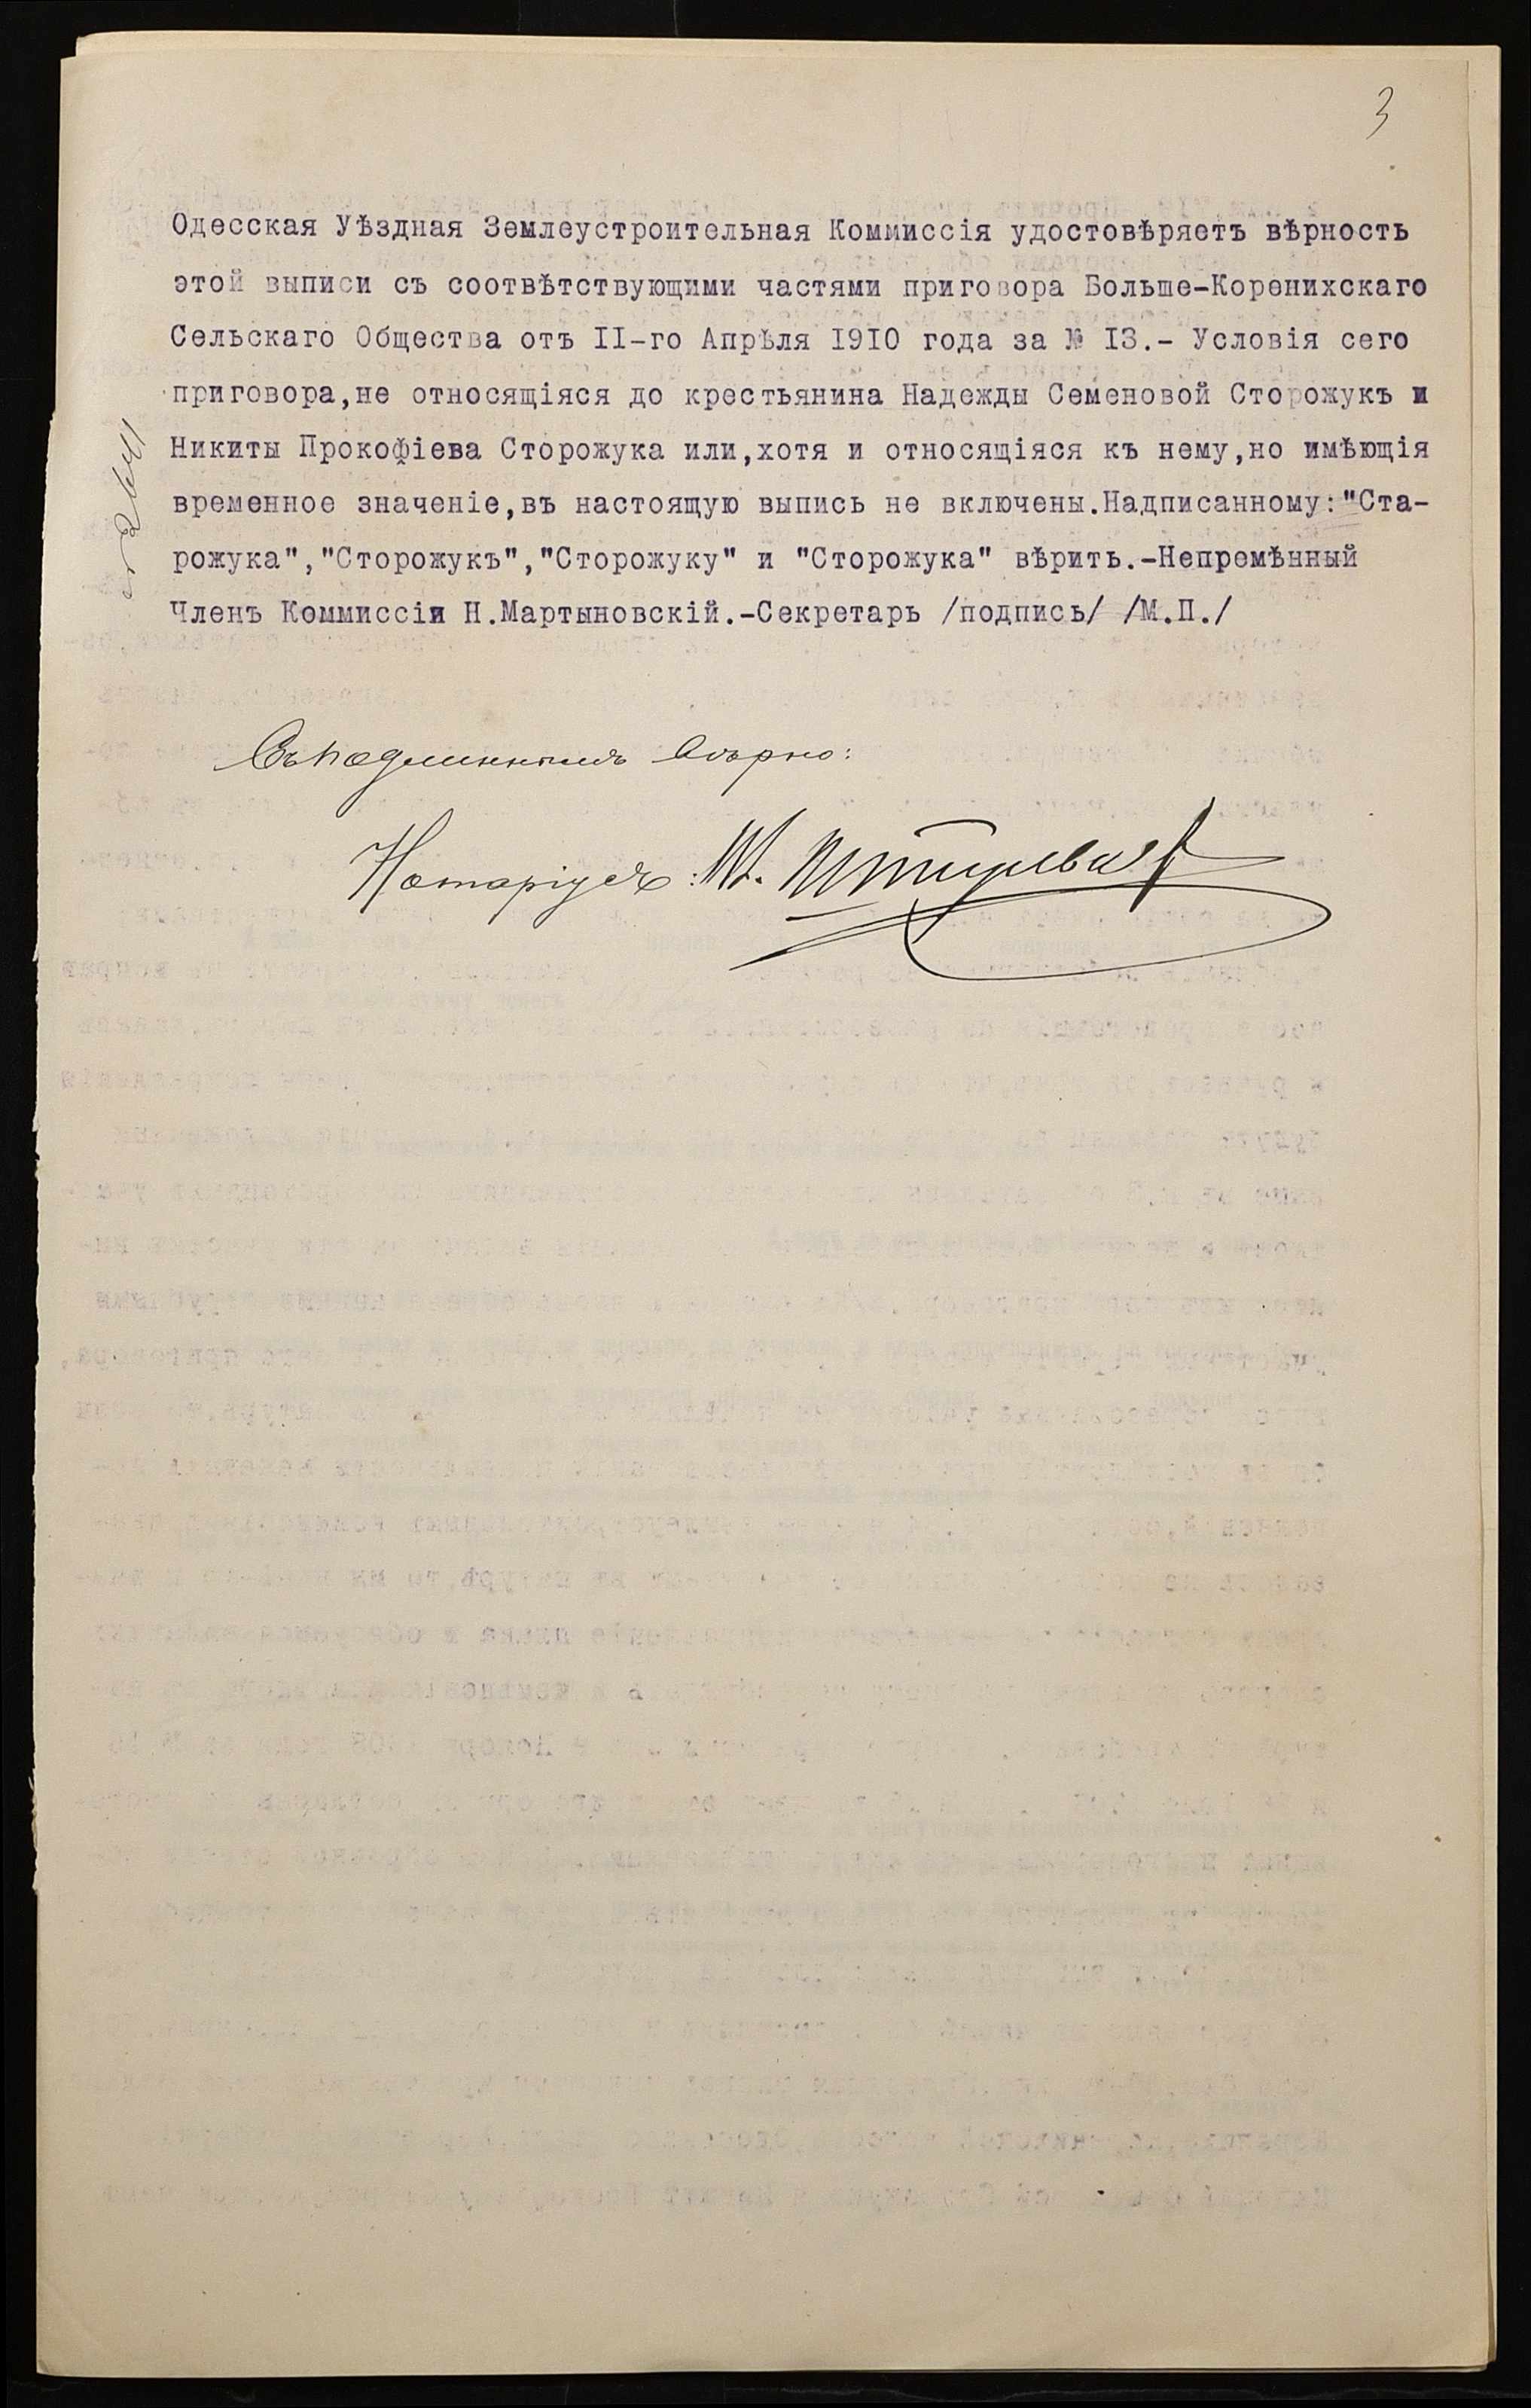 3
Одесская Уѣздная Землеустроительная Коммиссія удостовѣряетъ вѣрность
этой выписи съ соотвѣтствующими частями приговора Больше-Коренихскаго
Сельскаго Общества отъ II-го Апрѣля I9I0 года за № I3.- Условія сего
приговора,не относящіяся до крестьянина Надежды Семеновой Сторожукъ и
Никиты Прокофіева Сторожука или,хотя и относящіяся къ нему,но имѣющія
временное значеніе,въ настоящую выпись не включены.Надписанному:"Ста-
рожука","Сторожукъ","Сторожуку" и "Сторожука" вѣрить.-Непремѣнный
Членъ Коммиссіи Н.Мартыновскій.-Секретарь /подпись/ /М.П./
Съ подлиннымъ вѣрно:
Нотаріусъ: